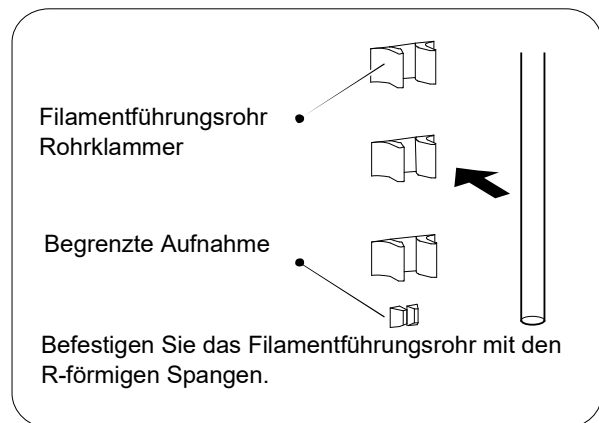 Filamentführungsrohr
Rohrklammer
Begrenzte Aufnahme
Befestigen Sie das Filamentführungsrohr mit den
R-förmigen Spangen.